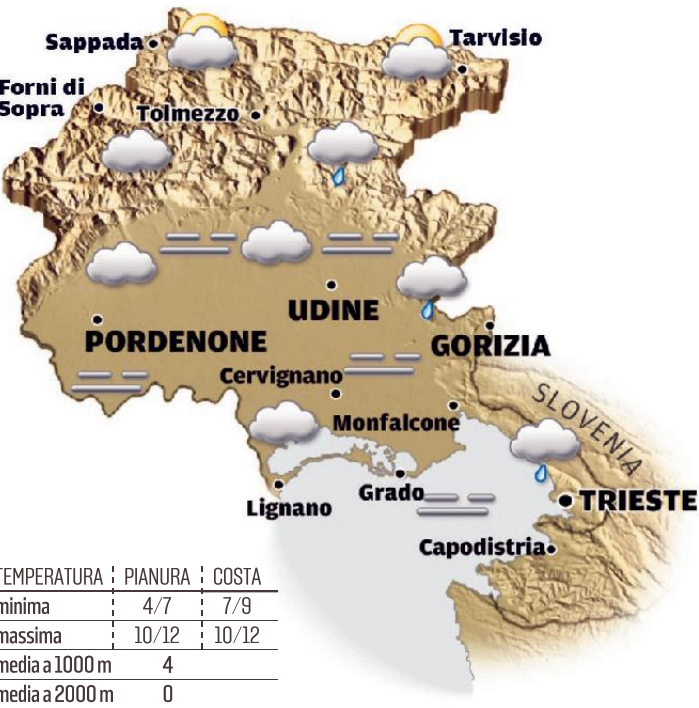 Sappada
Tarvisio
Forni di
Sopra
Tolmezzo
UDINE
PORDENONE
GORIZIA
Cervignano
SLOVENIA
Monfalcone
Lignano
Grado
TRIESTE
Capodistria
TEMPERATURA PIANURA COSTA
minima 4/7 7/9
massima 10/12 10/12
media a 1000 m 4
media a 2000 m 0